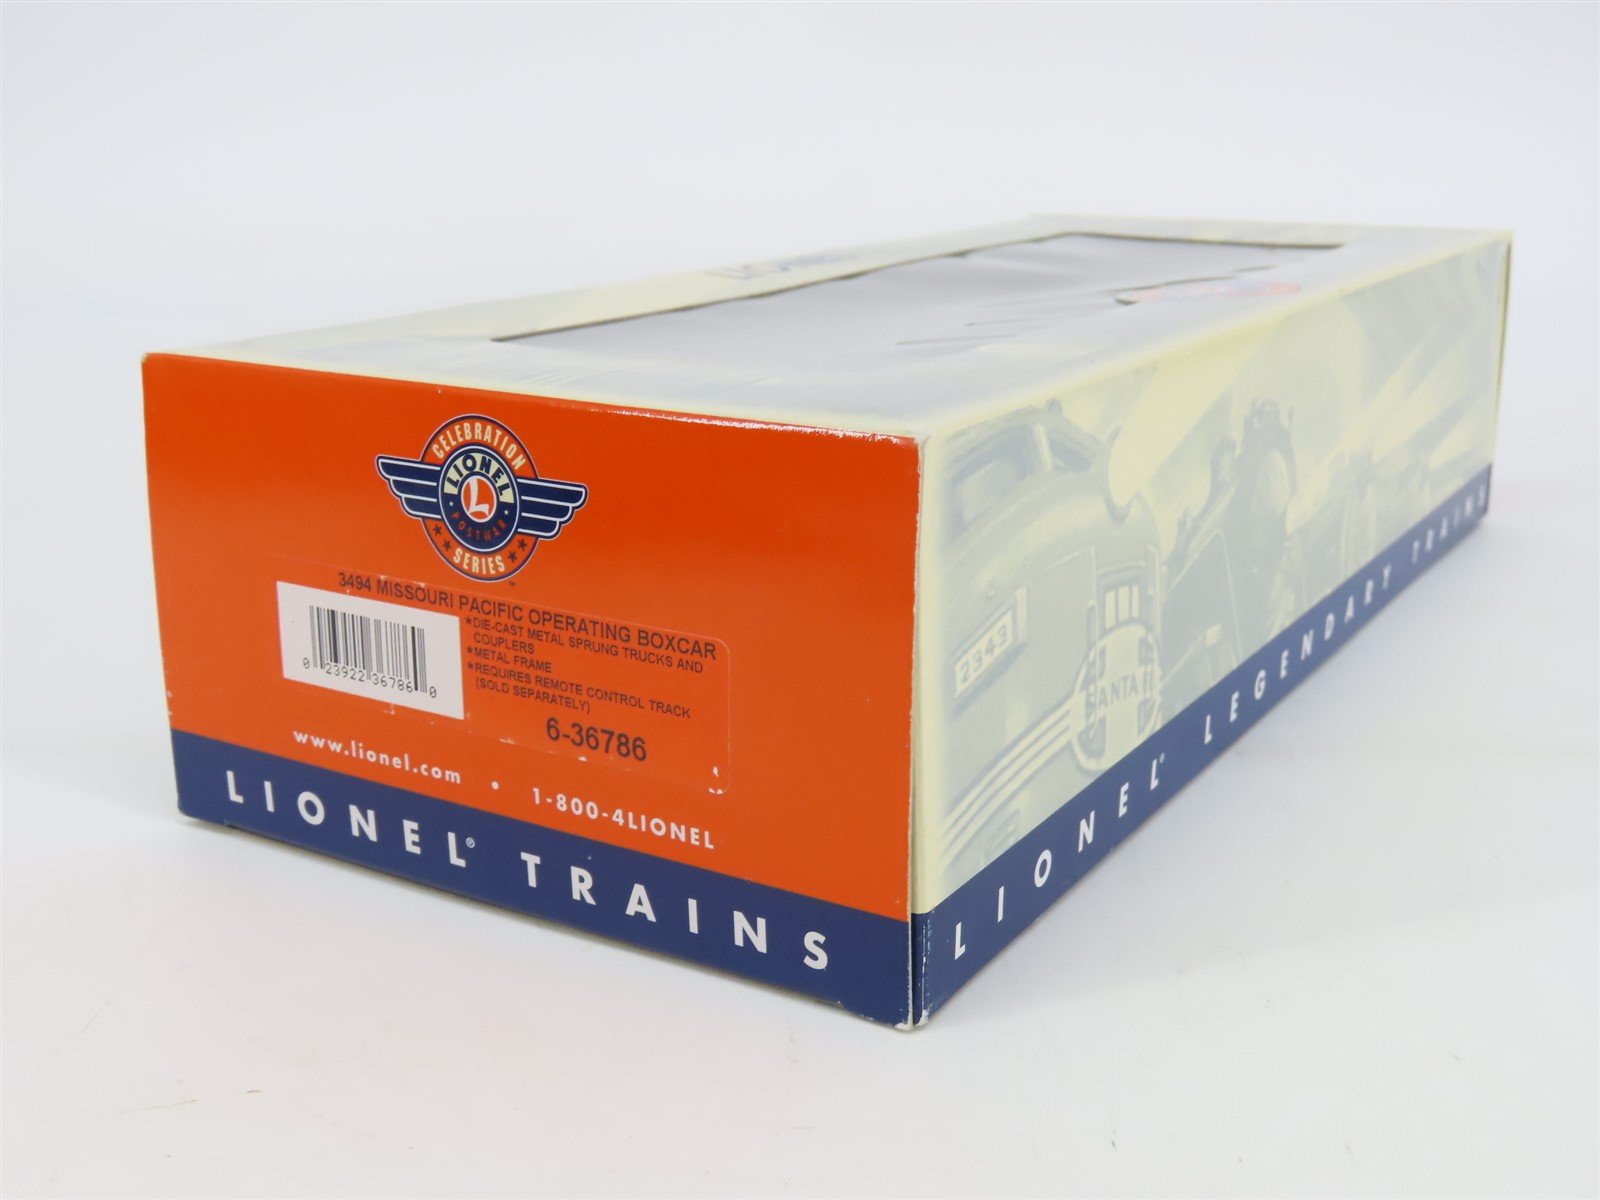 CELEBRATION
LIONEL
L
POSTWAR
SERIES
™
3494 MISSOURI PACIFIC OPERATING BOXCAR
*DIE-CAST METAL SPRUNG TRUCKS AND
COUPLERS
*METAL FRAME
*REQUIRES REMOTE CONTROL TRACK
(SOLD SEPARATELY)
0 23922 36786 0
6-36786
www.lionel.com • 1-800-4LIONEL
LIONEL® TRAINS
2343
SANTA
LIONEL® LEGENDARY TRAINS